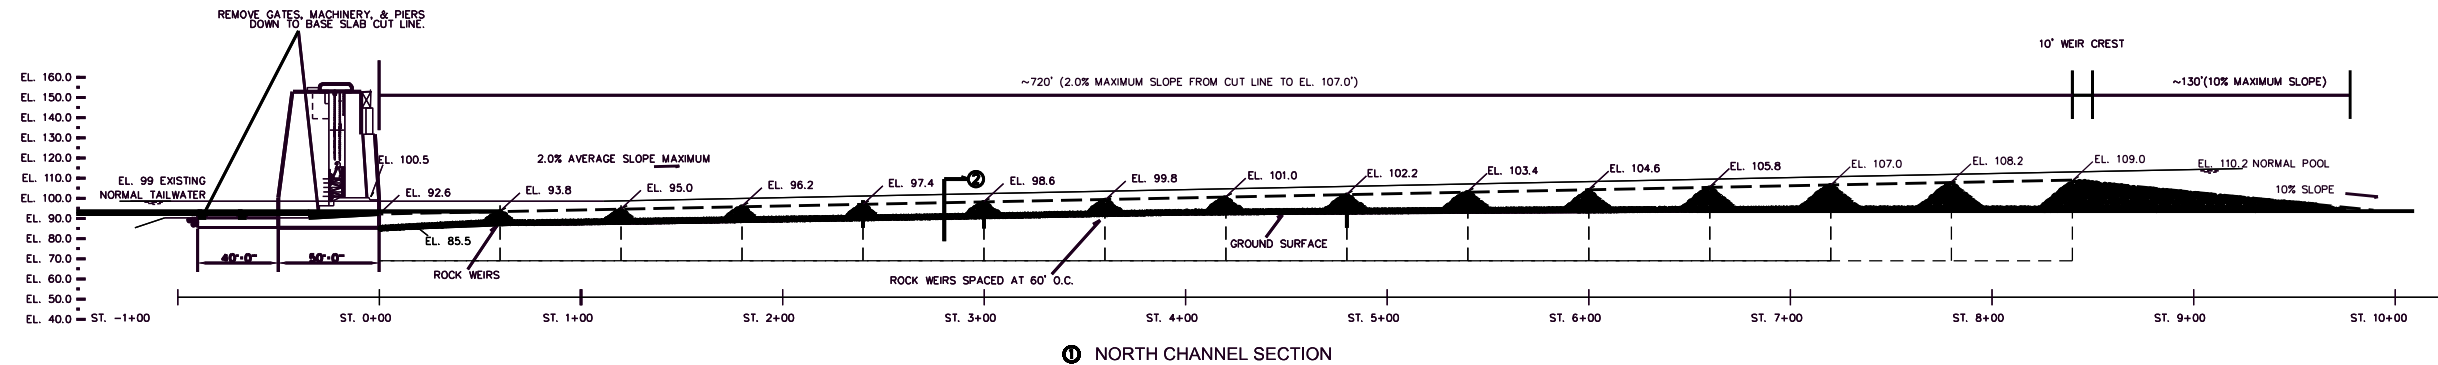 REMOVE GATES, MACHINERY, & PIERS
DOWN TO BASE SLAB CUT LINE.
10' WEIR CREST
~720' (2.0% MAXIMUM SLOPE FROM CUT LINE TO EL. 107.0')
~130'(10% MAXIMUM SLOPE)
EL. 160.0
EL. 150.0
EL. 140.0
EL. 130.0
EL. 120.0
EL. 110.0
EL. 100.0
EL. 90.0
EL. 80.0
EL. 70.0
EL. 60.0
EL. 50.0
EL. 40.0
EL. 99 EXISTING
NORMAL TAILWATER
EL. 100.5
2.0% AVERAGE SLOPE MAXIMUM
EL. 92.6
EL. 93.8
EL. 95.0
EL. 96.2
EL. 97.4
2
EL. 98.6
EL. 99.8
EL. 101.0
EL. 102.2
EL. 103.4
EL. 104.6
EL. 105.8
EL. 107.0
EL. 108.2
EL. 109.0
EL. 110.2 NORMAL POOL
10% SLOPE
EL. 85.5
GROUND SURFACE
40'-0"
50'-0"
ROCK WEIRS
ROCK WEIRS SPACED AT 60' O.C.
ST. -1+00
ST. 0+00
ST. 1+00
ST. 2+00
ST. 3+00
ST. 4+00
ST. 5+00
ST. 6+00
ST. 7+00
ST. 8+00
ST. 9+00
ST. 10+00
1 NORTH CHANNEL SECTION